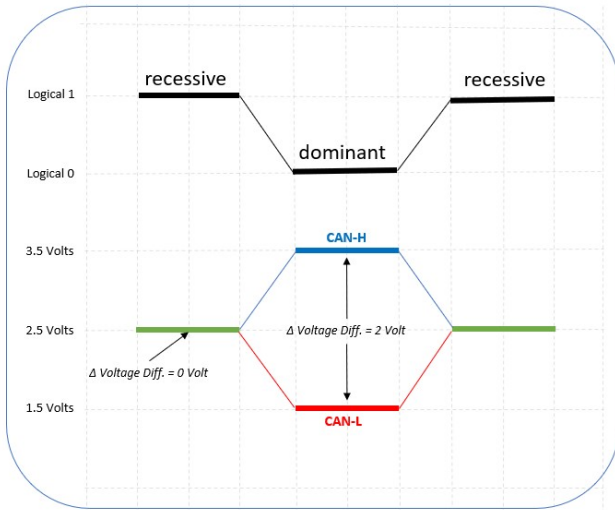 recessive
recessive
Logical 1
dominant
Logical 0
CAN-H
3.5 Volts
2.5 Volts
Δ Voltage Diff. = 2 Volt
Δ Voltage Diff. = 0 Volt
1.5 Volts
CAN-L